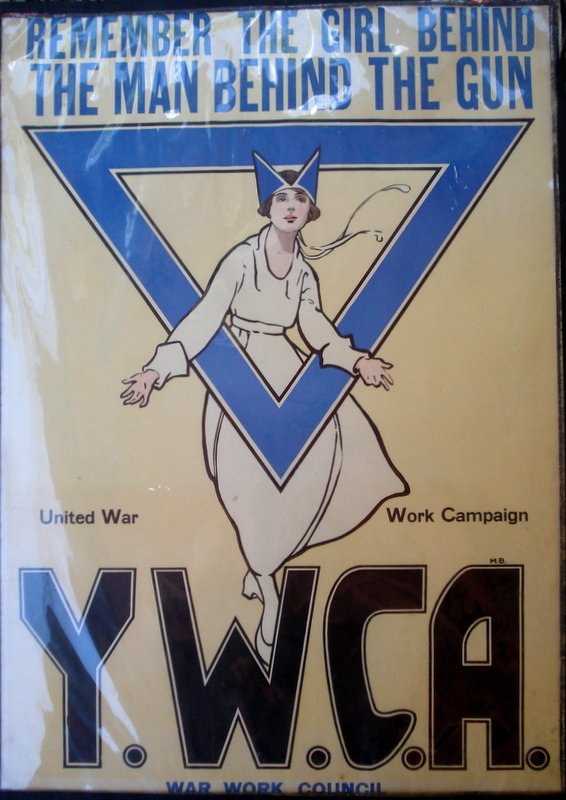 REMEMBER THE GIRL BEHIND
THE MAN BEHIND THE GUN
United War Work Campaign
M.B.
Y.W.C.A.
WAR WORK COUNCIL